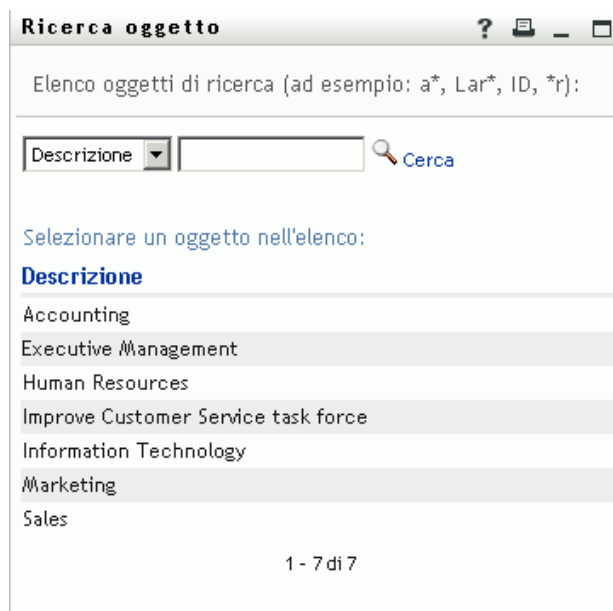 Ricerca oggetto ?
Elenco oggetti di ricerca (ad esempio: a*, Lar*, ID, *r):
Descrizione Cerca
Selezionare un oggetto nell'elenco:
Descrizione
Accounting
Executive Management
Human Resources
Improve Customer Service task force
Information Technology
Marketing
Sales
1 - 7 di 7